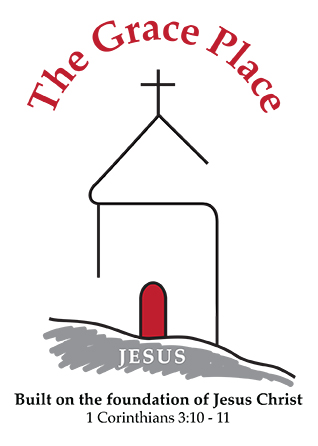 The Grace Place
JESUS
Built on the foundation of Jesus Christ
1 Corinthians 3:10 - 11